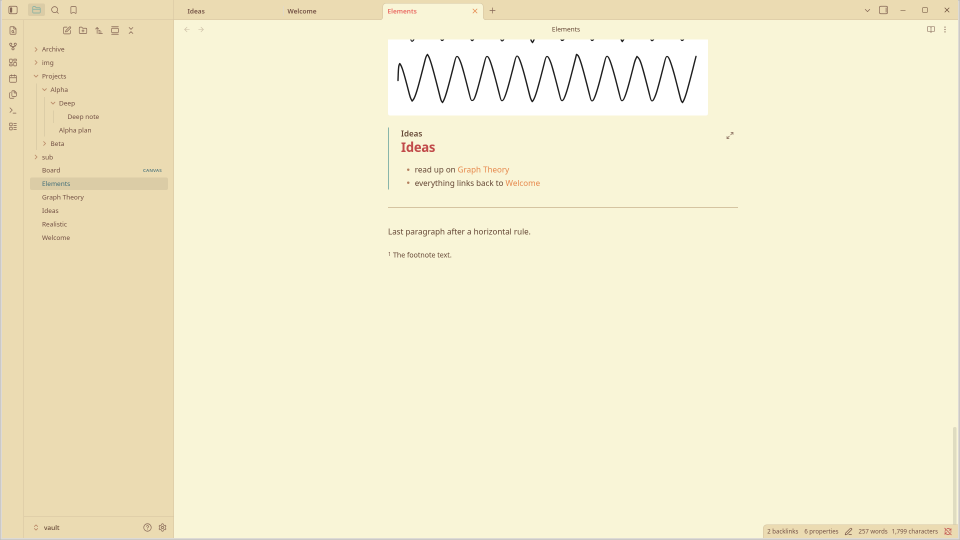 Ideas
Welcome
Elements
Elements
Archive
img
Projects
Alpha
Deep
Deep note
Alpha plan
Beta
sub
Board
CANVAS
Elements
Graph Theory
Ideas
Realistic
Welcome
vault
Ideas
Ideas
• read up on Graph Theory
• everything links back to Welcome
Last paragraph after a horizontal rule.
¹ The footnote text.
2 backlinks 6 properties 257 words 1,799 characters